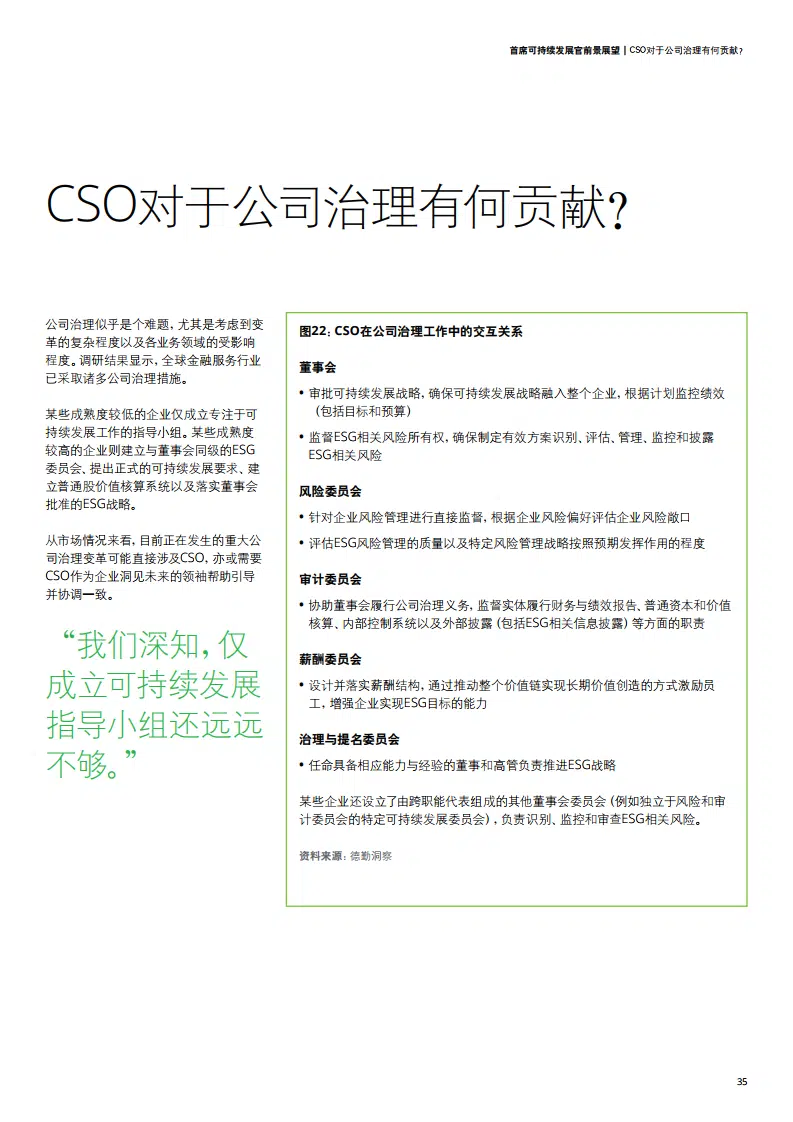 首席可持续发展官前景展望 | CSO对于公司治理有何贡献？
CSO对于公司治理有何贡献？
公司治理似乎是个难题，尤其是考虑到变
革的复杂程度以及各业务领域的受影响
程度。调研结果显示，全球金融服务行业
已采取诸多公司治理措施。
某些成熟度较低的企业仅成立专注于可
持续发展工作的指导小组。某些成熟度
较高的企业则建立与董事会同级的ESG
委员会、提出正式的可持续发展要求、建
立普通股价值核算系统以及落实董事会
批准的ESG战略。
从市场情况来看，目前正在发生的重大公
司治理变革可能直接涉及CSO，亦或需要
CSO作为企业洞见未来的领袖帮助引导
并协调一致。
“我们深知，仅
成立可持续发展
指导小组还远远
不够。”
图22：CSO在公司治理工作中的交互关系
董事会
• 审批可持续发展战略，确保可持续发展战略融入整个企业，根据计划监控绩效
（包括目标和预算）
• 监督ESG相关风险所有权，确保制定有效方案识别、评估、管理、监控和披露
ESG相关风险
风险委员会
• 针对企业风险管理进行直接监督，根据企业风险偏好评估企业风险敞口
• 评估ESG风险管理的质量以及特定风险管理战略按照预期发挥作用的程度
审计委员会
• 协助董事会履行公司治理义务，监督实体履行财务与绩效报告、普通资本和价值
核算、内部控制系统以及外部披露（包括ESG相关信息披露）等方面的职责
薪酬委员会
• 设计并落实薪酬结构，通过推动整个价值链实现长期价值创造的方式激励员
工，增强企业实现ESG目标的能力
治理与提名委员会
• 任命具备相应能力与经验的董事和高管负责推进ESG战略
某些企业还设立了由跨职能代表组成的其他董事会委员会（例如独立于风险和审
计委员会的特定可持续发展委员会），负责识别、监控和审查ESG相关风险。
资料来源：德勤洞察
35